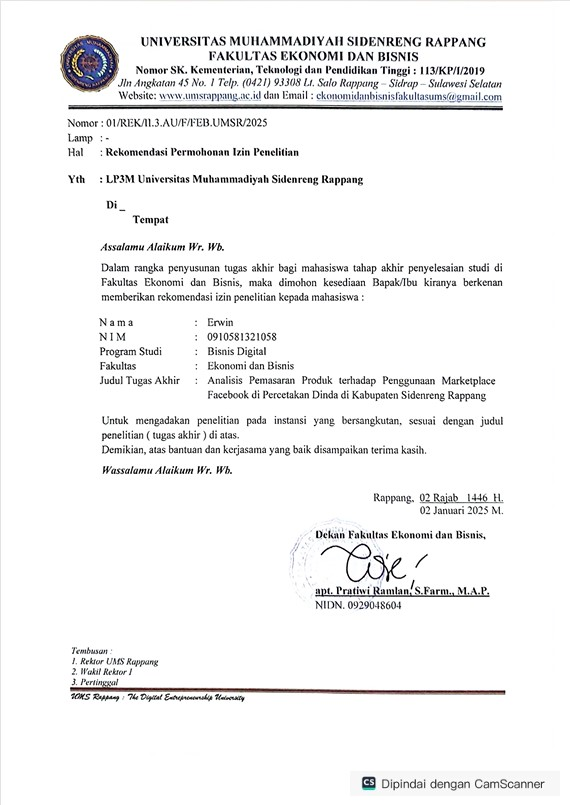 UNIVERSITAS MUHAMMADIYAH SIDENRENG RAPPANG
FAKULTAS EKONOMI DAN BISNIS
Nomor SK. Kementerian, Teknologi dan Pendidikan Tinggi : 113/KP/I/2019
Jln Angkatan 45 No. 1 Telp. (0421) 93308 Lt. Salo Rappang – Sidrap – Sulawesi Selatan
Website: www.umsrappang.ac.id dan Email : ekonomidanbisnisfakultasums@gmail.com
Nomor : 01/REK/II.3.AU/F/FEB.UMSR/2025
Lamp : -
Hal : Rekomendasi Permohonan Izin Penelitian
Yth : LP3M Universitas Muhammadiyah Sidenreng Rappang
Di _
Tempat
Assalamu Alaikum Wr. Wb.
Dalam rangka penyusunan tugas akhir bagi mahasiswa tahap akhir penyelesaian studi di
Fakultas Ekonomi dan Bisnis, maka dimohon kesediaan Bapak/Ibu kiranya berkenan
memberikan rekomendasi izin penelitian kepada mahasiswa :
N a m a : Erwin
N I M : 0910581321058
Program Studi : Bisnis Digital
Fakultas : Ekonomi dan Bisnis
Judul Tugas Akhir : Analisis Pemasaran Produk terhadap Penggunaan Marketplace
Facebook di Percetakan Dinda di Kabupaten Sidenreng Rappang
Untuk mengadakan penelitian pada instansi yang bersangkutan, sesuai dengan judul
penelitian ( tugas akhir ) di atas.
Demikian, atas bantuan dan kerjasama yang baik disampaikan terima kasih.
Wassalamu Alaikum Wr. Wb.
Rappang, 02 Rajab 1446 H.
02 Januari 2025 M.
Dekan Fakultas Ekonomi dan Bisnis,
apt. Pratiwi Ramlan, S.Farm., M.A.P.
NIDN. 0929048604
Tembusan :
1. Rektor UMS Rappang
2. Wakil Rektor I
3. Pertinggal
UMS Rappang : The Digital Entrepreneurship University
CS Dipindai dengan CamScanner